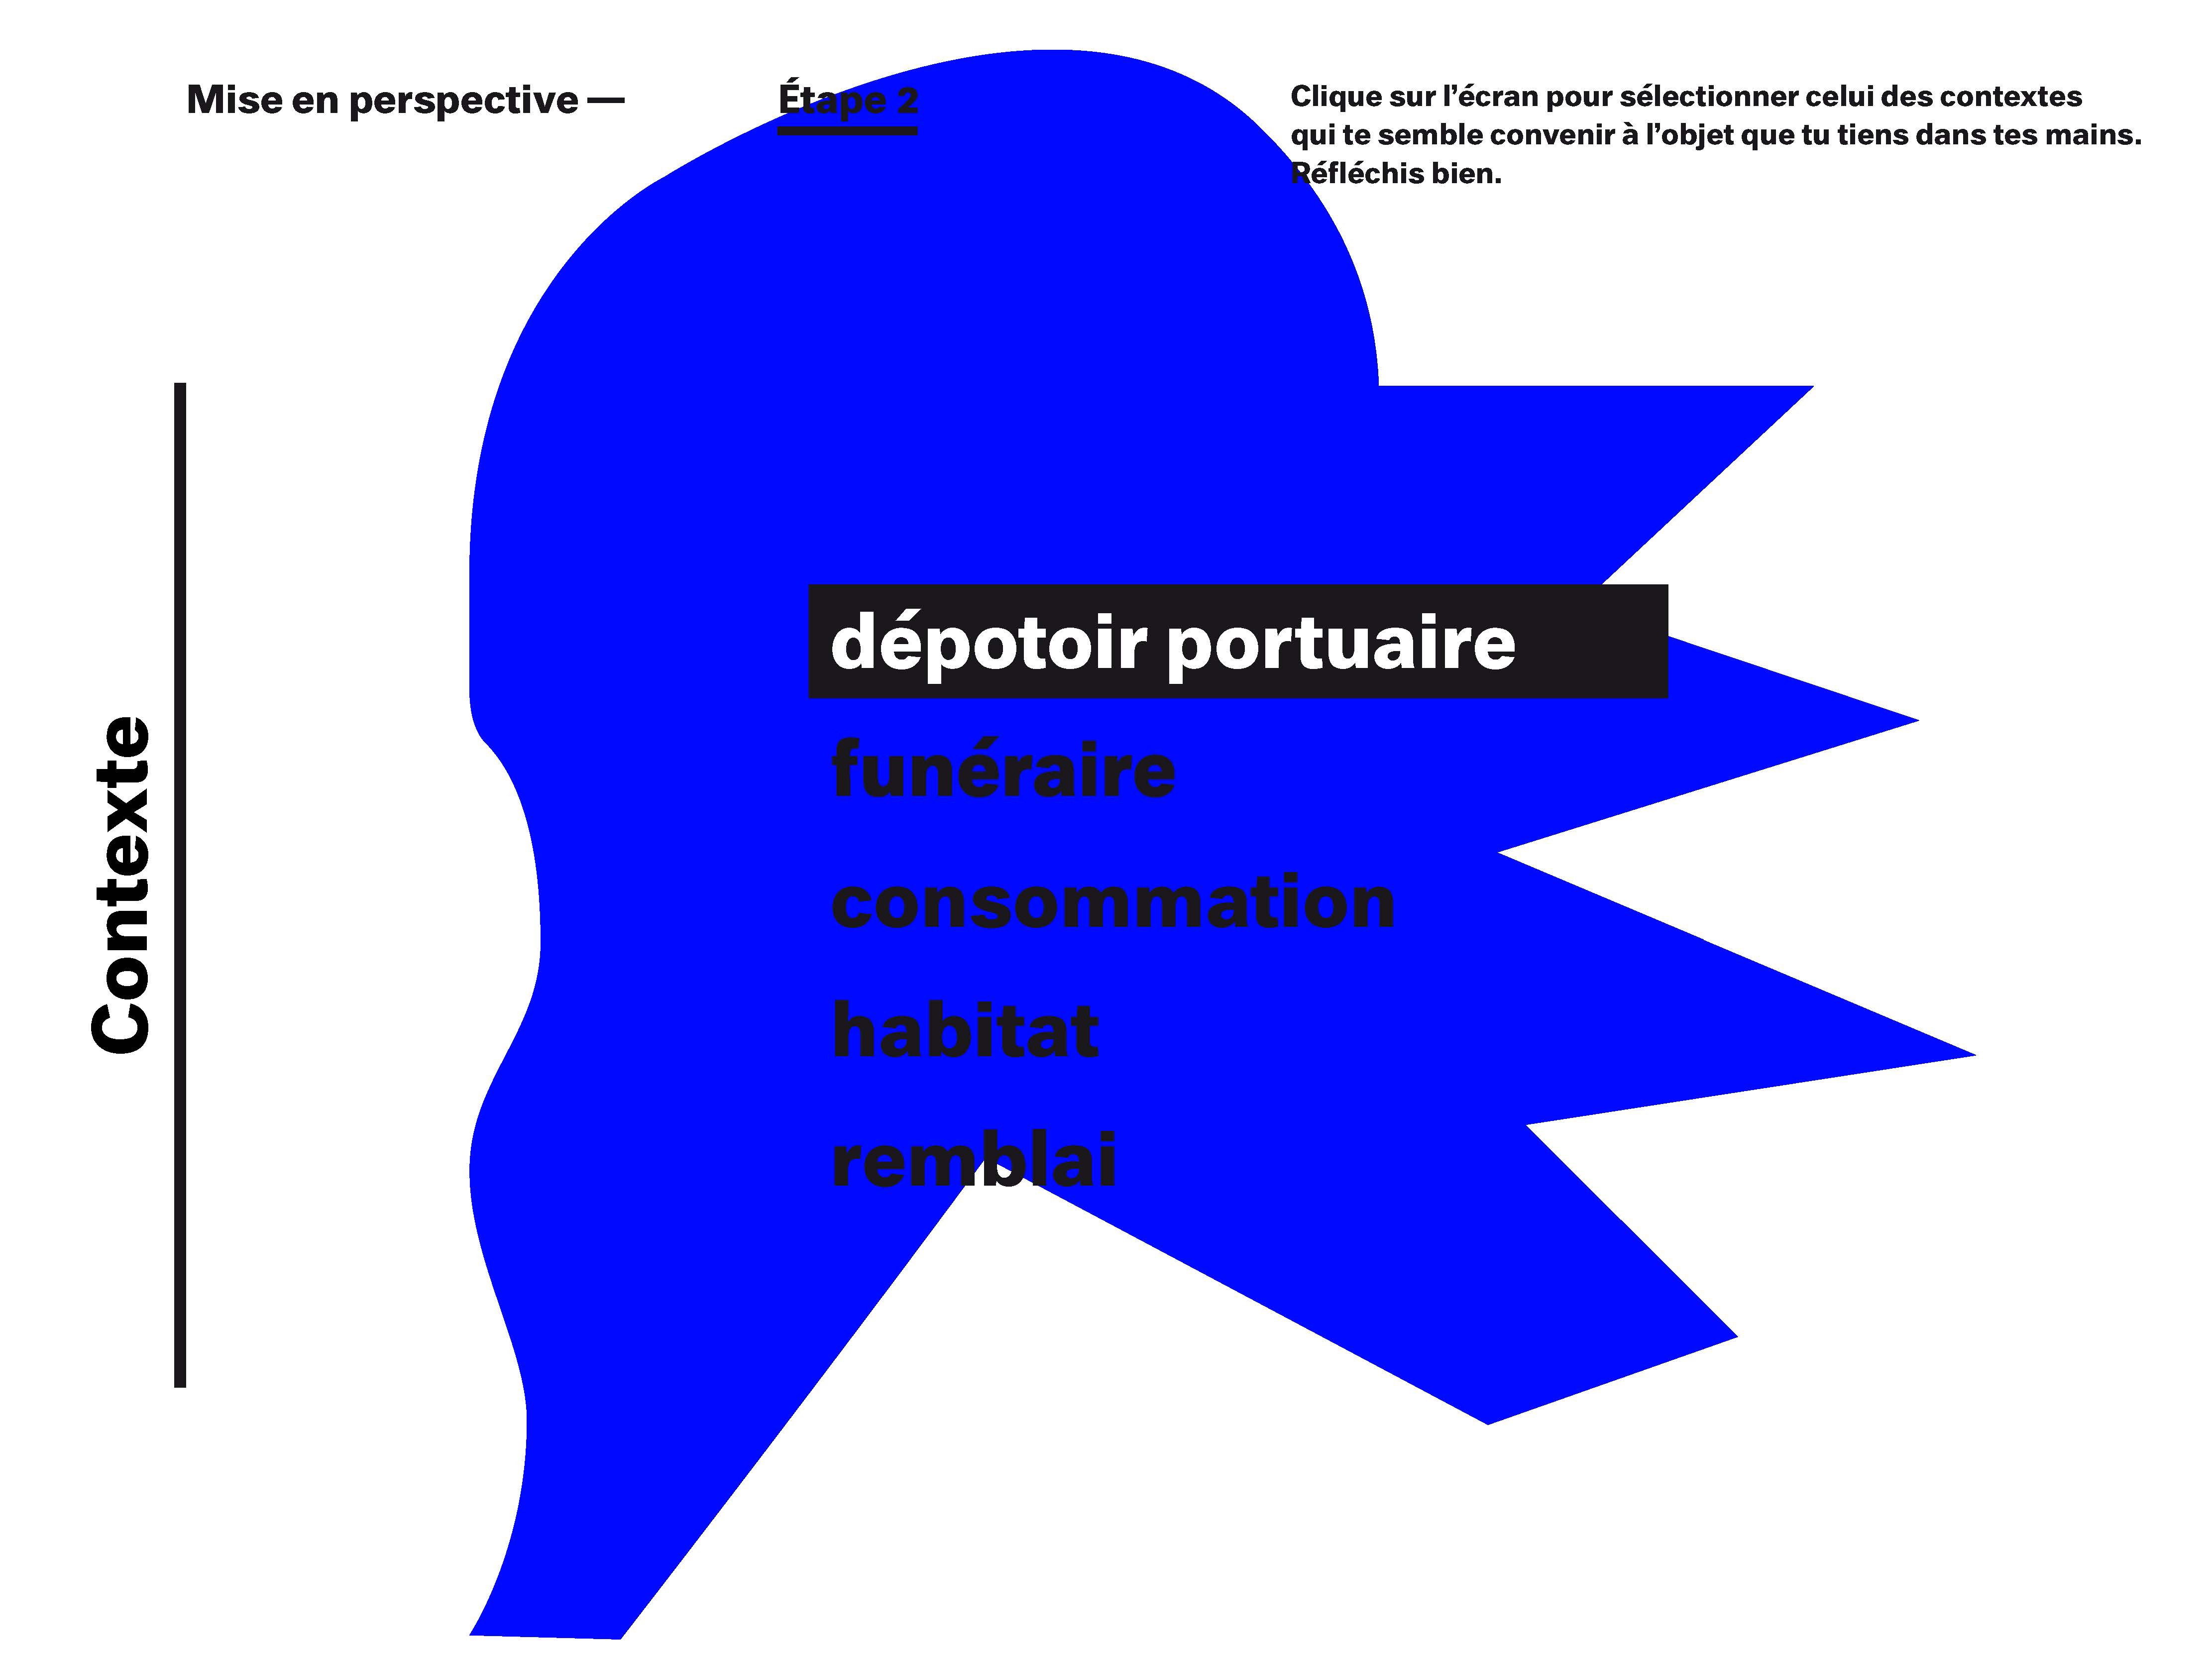 Mise en perspective —
Étape 2
Clique sur l’écran pour sélectionner celui des contextes
qui te semble convenir à l’objet que tu tiens dans tes mains.
Réfléchis bien.
Contexte
dépotoir portuaire
funéraire
consommation
habitat
remblai